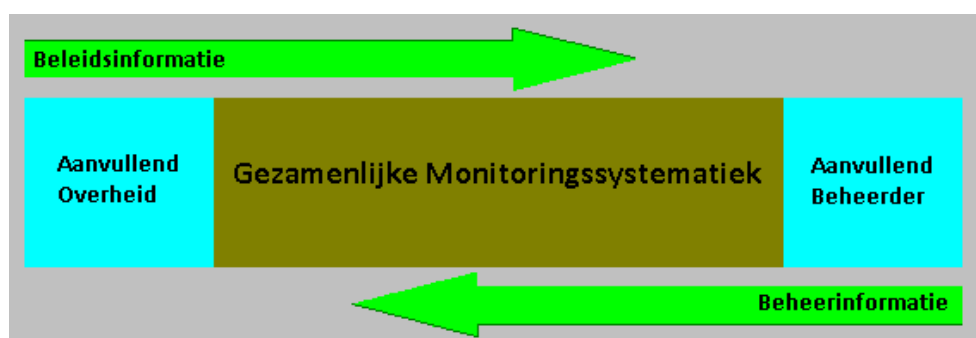 Beleidsinformatie
Aanvullend
Overheid
Gezamenlijke Monitoringssystematiek
Aanvullend
Beheerder
Beheerinformatie